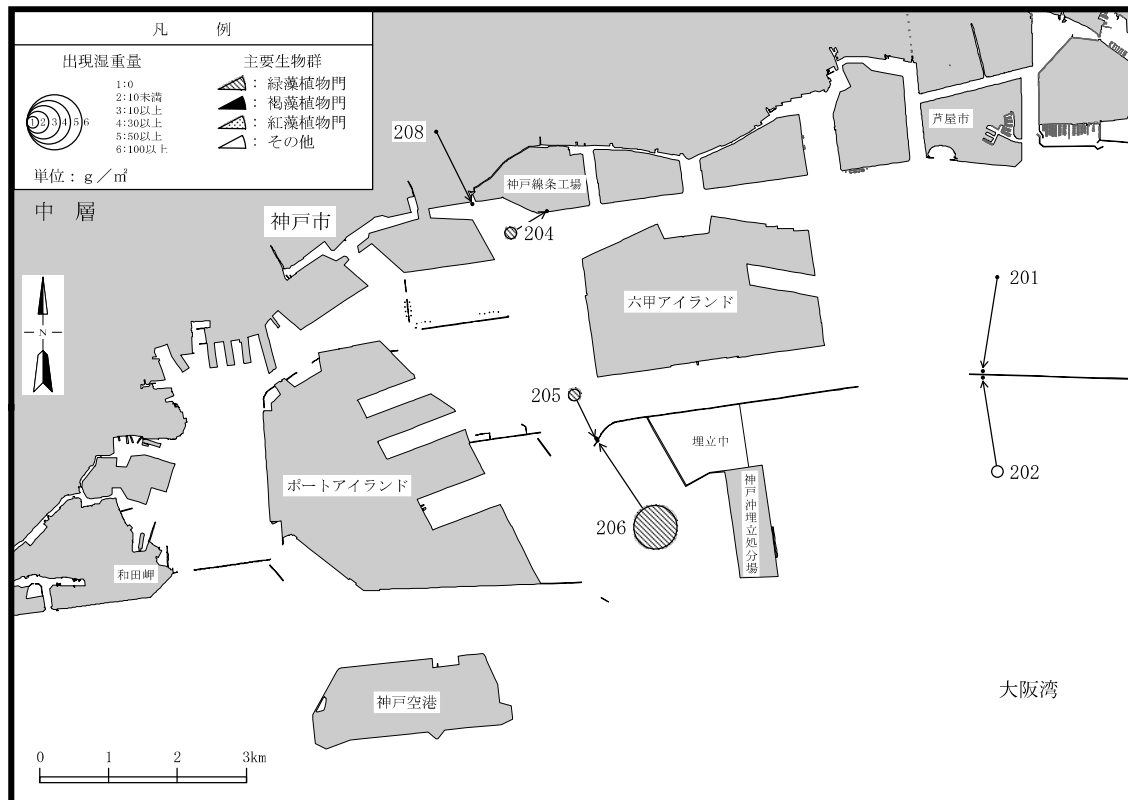 凡 例
出現湿重量
1:0
2:10未満
3:10以上
4:30以上
5:50以上
6:100以上
1 2 3 4 5 6
単位：g／㎡
主要生物群
：緑藻植物門
：褐藻植物門
：紅藻植物門
：その他
中 層
208
神戸線条工場
芦屋市
神戸市
204
N
六甲アイランド
201
205
埋立中
ポートアイランド
神戸沖埋立処分場
202
206
和田岬
大阪湾
神戸空港
0 1 2 3km